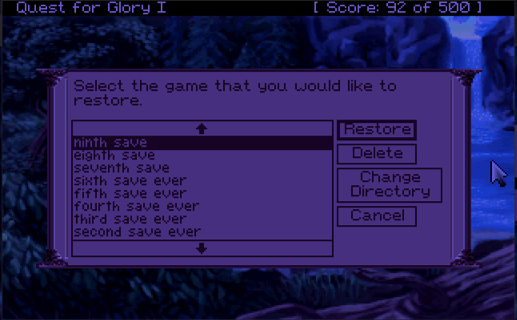 Quest for Glory I [ Score: 92 of 500 ]
Select the game that you would like to
restore.
ninth save
eighth save
seventh save
sixth save ever
fifth save ever
fourth save ever
third save ever
second save ever
Restore
Delete
Change
Directory
Cancel